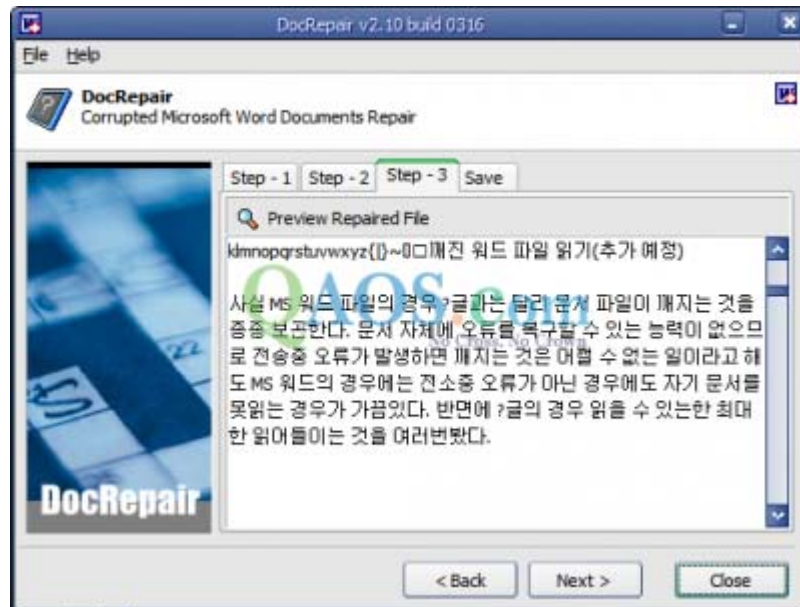 DocRepair v2.10 build 0316
File Help
DocRepair
Corrupted Microsoft Word Documents Repair
Step - 1 Step - 2 Step - 3 Save
Preview Repaired File
klmnopqrstuvwxyz{|}~□□깨진 워드 파일 읽기(추가 예정)
QAOS.com
No Cross, No Crown
사실 MS 워드 파일의 경우 ?글과는 달리 문서 파일이 깨지는 것을
종종 보곤한다. 문서 자체에 오류를 복구할 수 있는 능력이 없으므
로 전송중 오류가 발생하면 깨지는 것은 어쩔 수 없는 일이라고 해
도 MS 워드의 경우에는 전소중 오류가 아닌 경우에도 자기 문서를
못읽는 경우가 가끔있다. 반면에 ?글의 경우 읽을 수 있는한 최대
한 읽어들이는 것을 여러번봤다.
22
5
DocRepair
< Back Next > Close